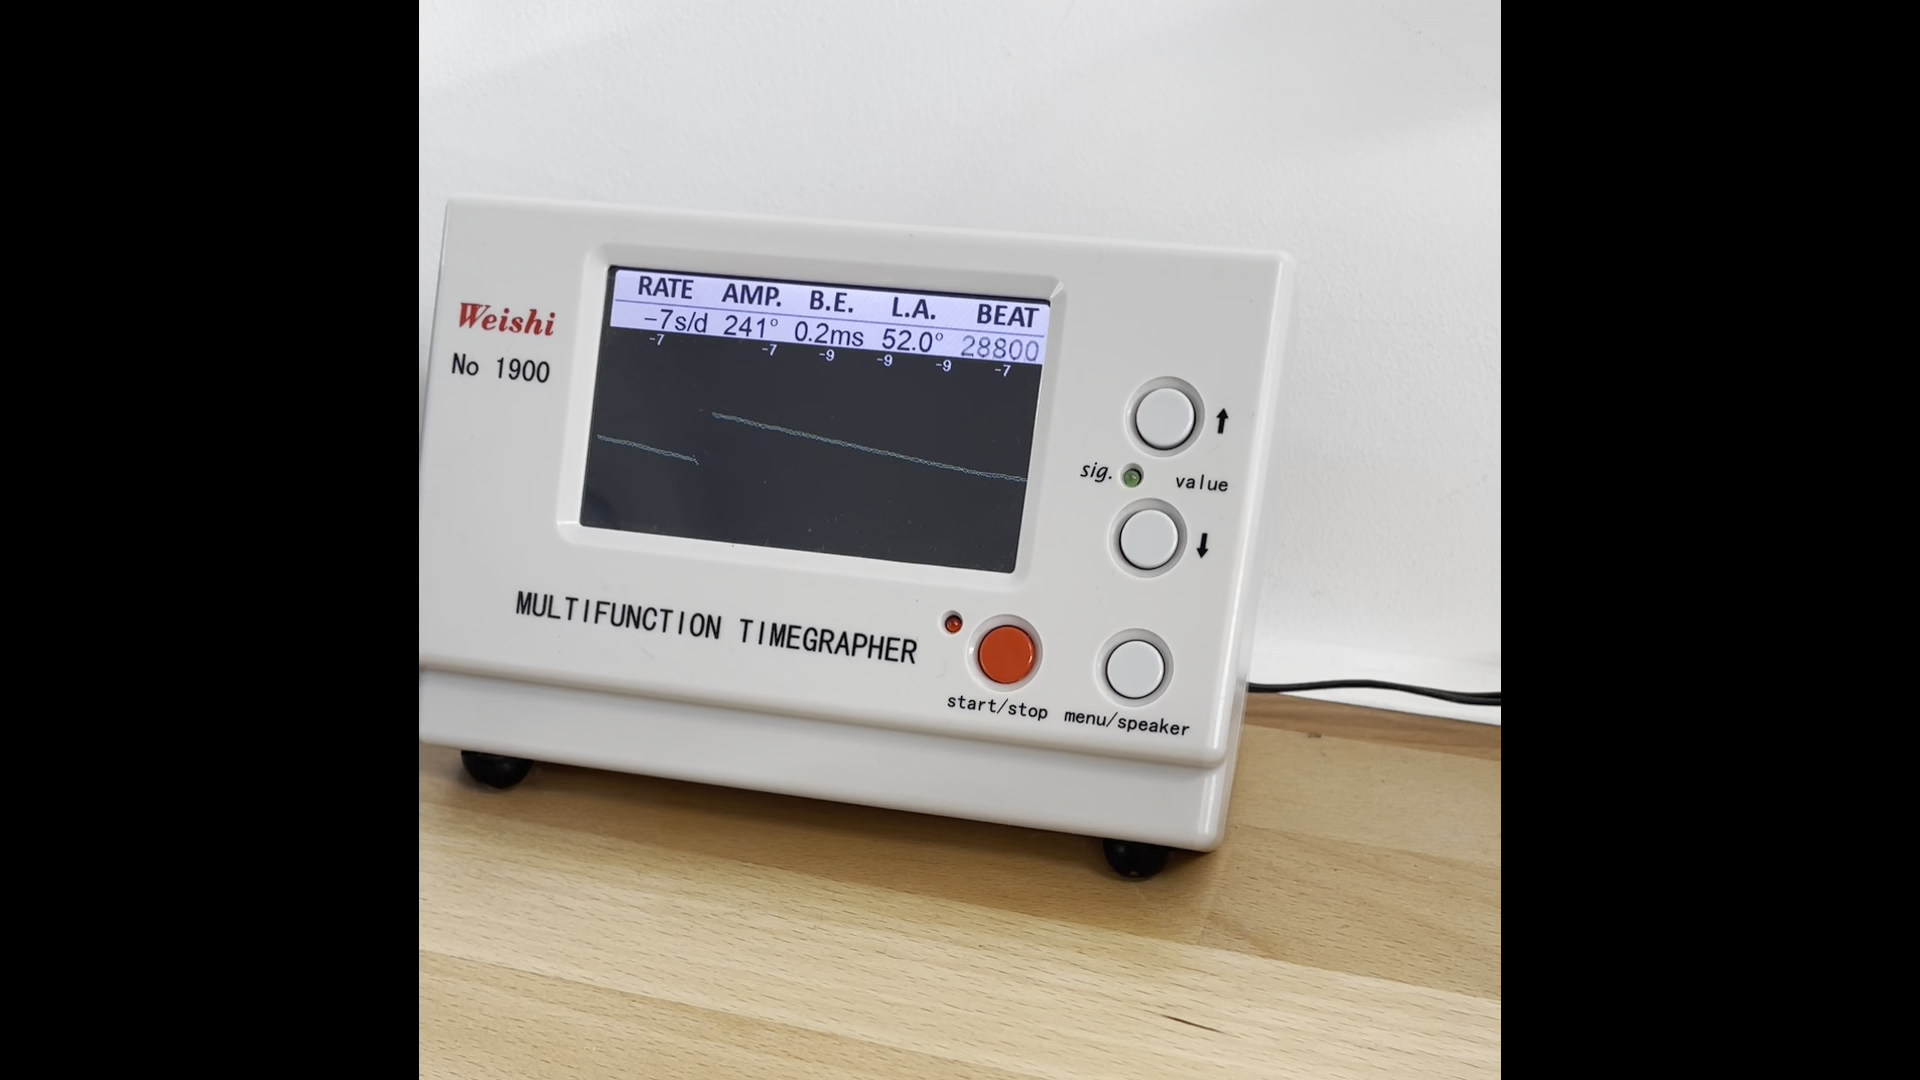 RATE AMP. B.E. L.A. BEAT
-7s/d 241° 0.2ms 52.0° 28800
-7 -7 -9 -9 -9 -7
Weishi
No 1900
↑
sig. value
↓
MULTIFUNCTION TIMEGRAPHER
start/stop menu/speaker